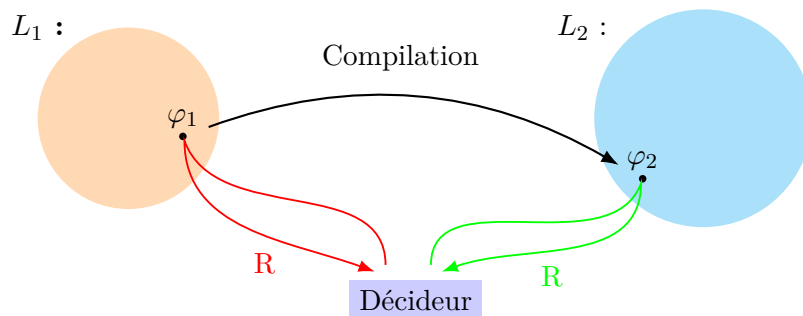 L₁ :
L₂ :
Compilation
φ₁
φ₂
R
R
Décideur